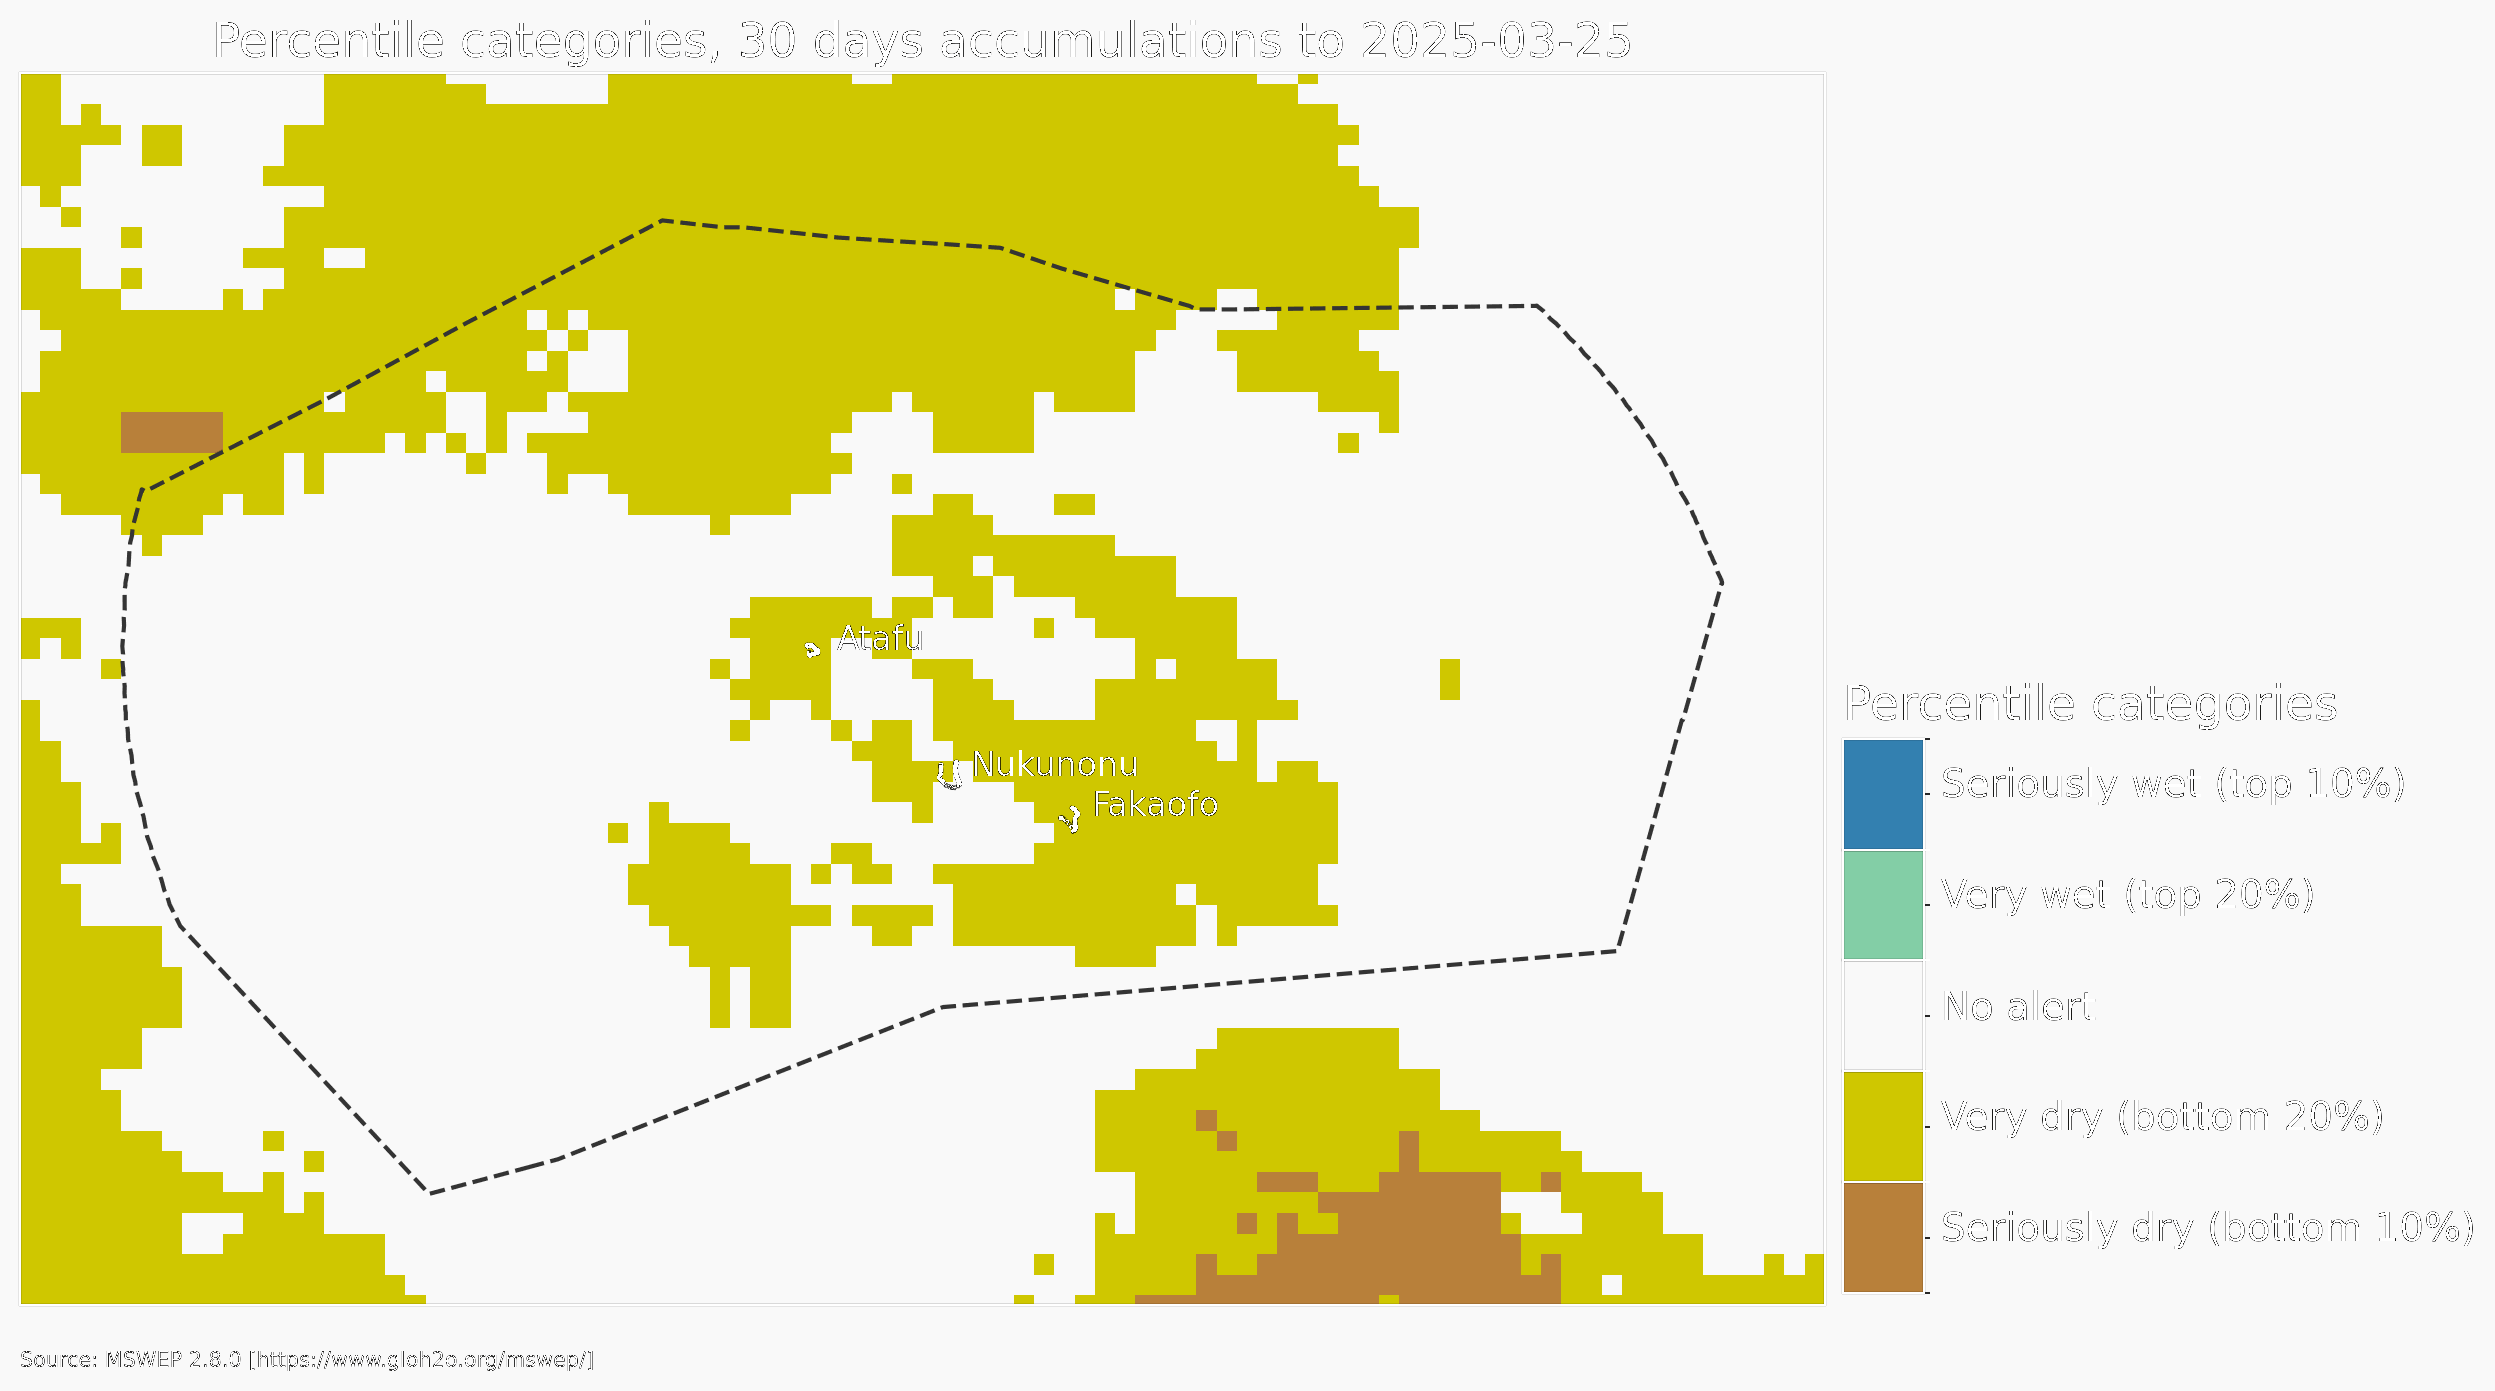 Percentile categories, 30 days accumulations to 2025-03-25
Atafu
Nukunonu
Fakaofo
Percentile categories
Seriously wet (top 10%)
Very wet (top 20%)
No alert
Very dry (bottom 20%)
Seriously dry (bottom 10%)
Source: MSWEP 2.8.0 [https://www.gloh2o.org/mswep/]